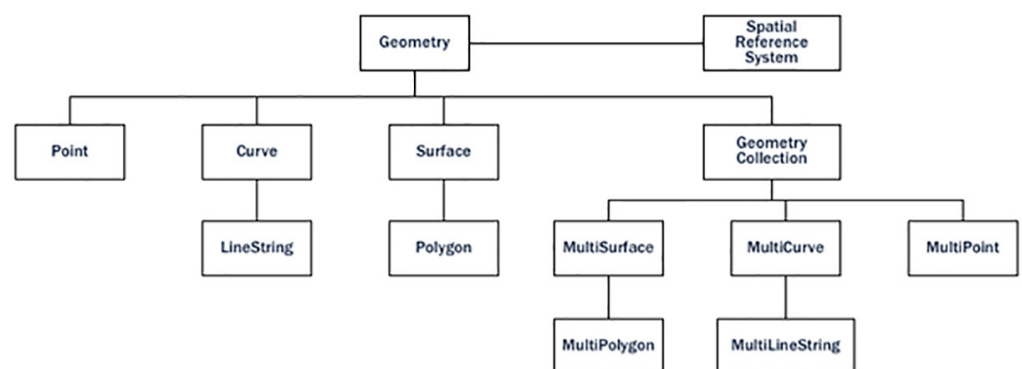 Geometry
Spatial
Reference
System
Point
Curve
Surface
Geometry
Collection
LineString
Polygon
MultiSurface
MultiCurve
MultiPoint
MultiPolygon
MultiLineString